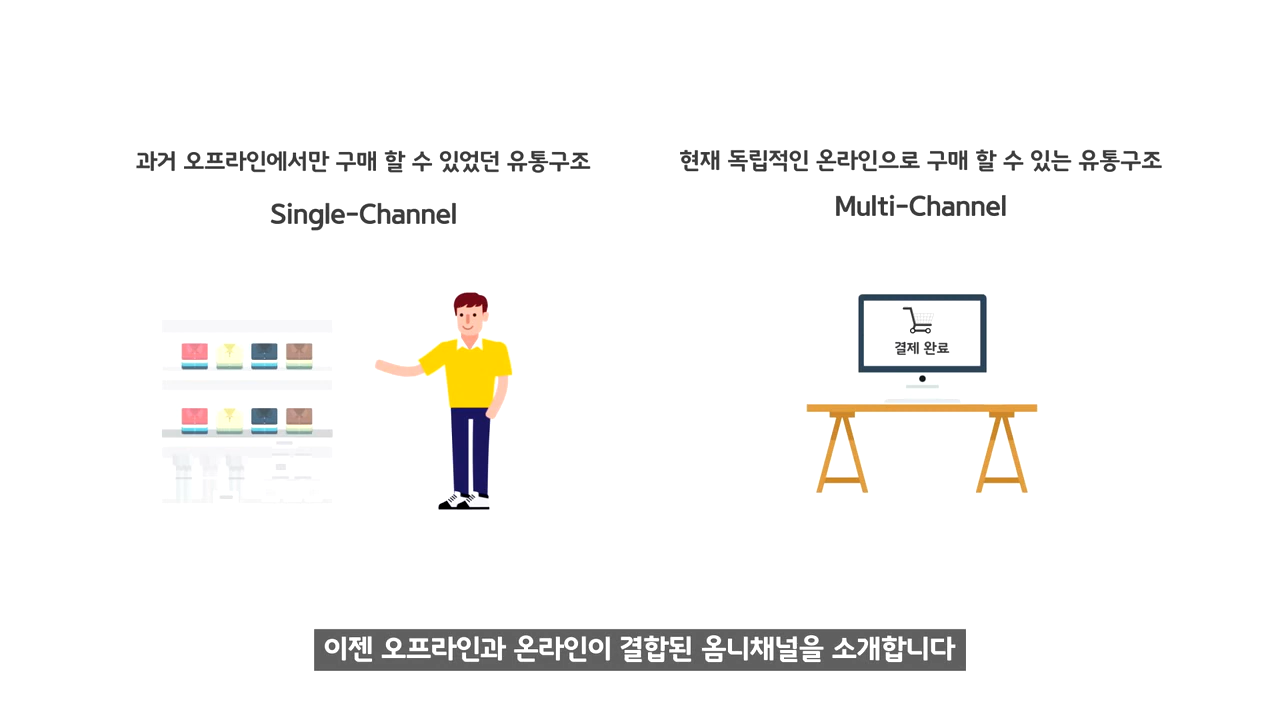 과거 오프라인에서만 구매 할 수 있었던 유통구조
Single-Channel
현재 독립적인 온라인으로 구매 할 수 있는 유통구조
Multi-Channel
결제 완료
이젠 오프라인과 온라인이 결합된 옴니채널을 소개합니다